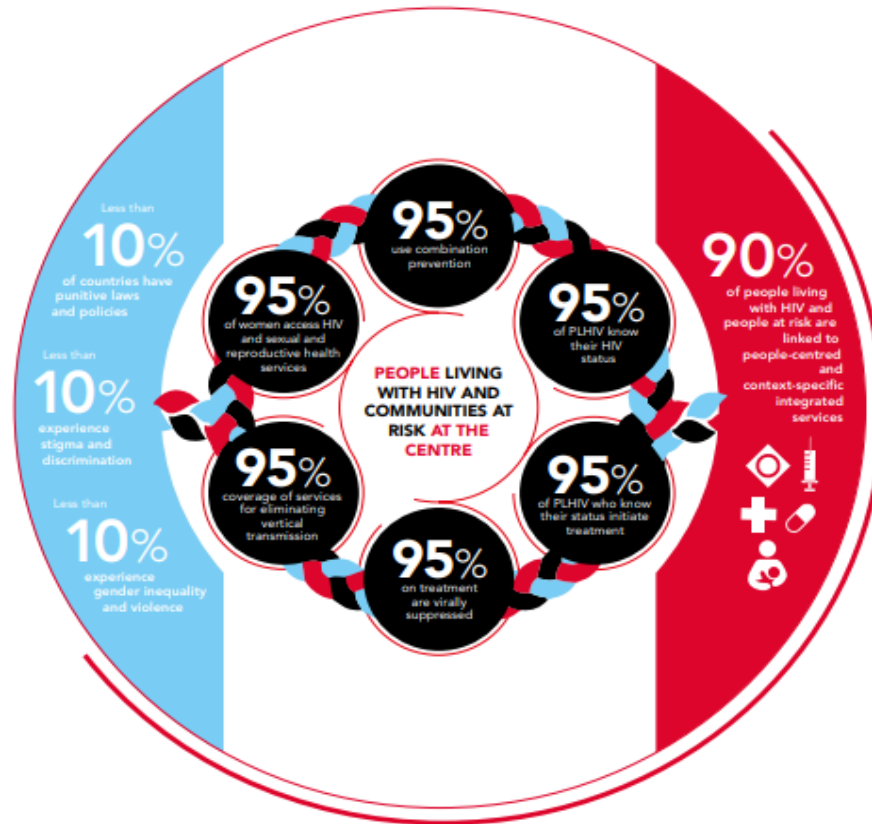 Less than
10%
of countries have
punitive laws
and policies
Less than
10%
experience
stigma and
discrimination
Less than
10%
experience
gender inequality
and violence
95%
use combination
prevention
95%
of women access HIV
and sexual and
reproductive health
services
95%
of PLHIV know
their HIV
status
PEOPLE LIVING
WITH HIV AND
COMMUNITIES AT
RISK AT THE
CENTRE
95%
coverage of services
for eliminating
vertical
transmission
95%
of PLHIV who know
their status initiate
treatment
95%
on treatment
are virally
suppressed
90%
of people living
with HIV and
people at risk are
linked to
people-centred
and
context-specific
integrated
services